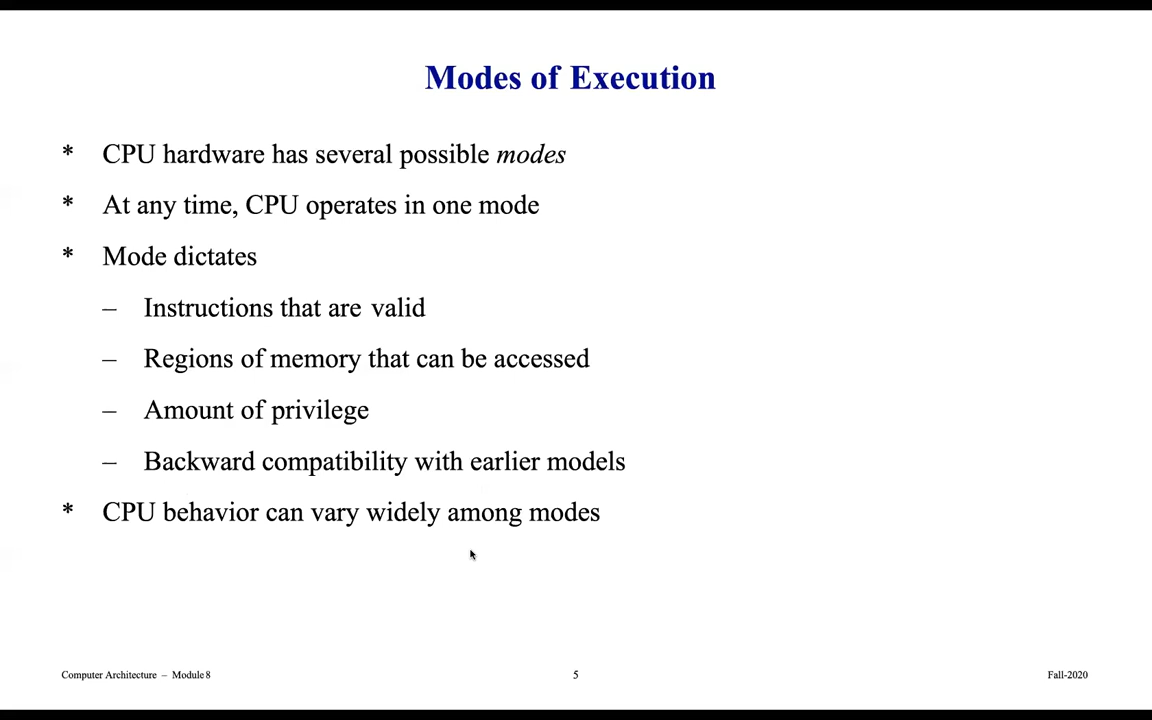 Modes of Execution
* CPU hardware has several possible modes
* At any time, CPU operates in one mode
* Mode dictates
– Instructions that are valid
– Regions of memory that can be accessed
– Amount of privilege
– Backward compatibility with earlier models
* CPU behavior can vary widely among modes
Computer Architecture – Module 8 5 Fall-2020